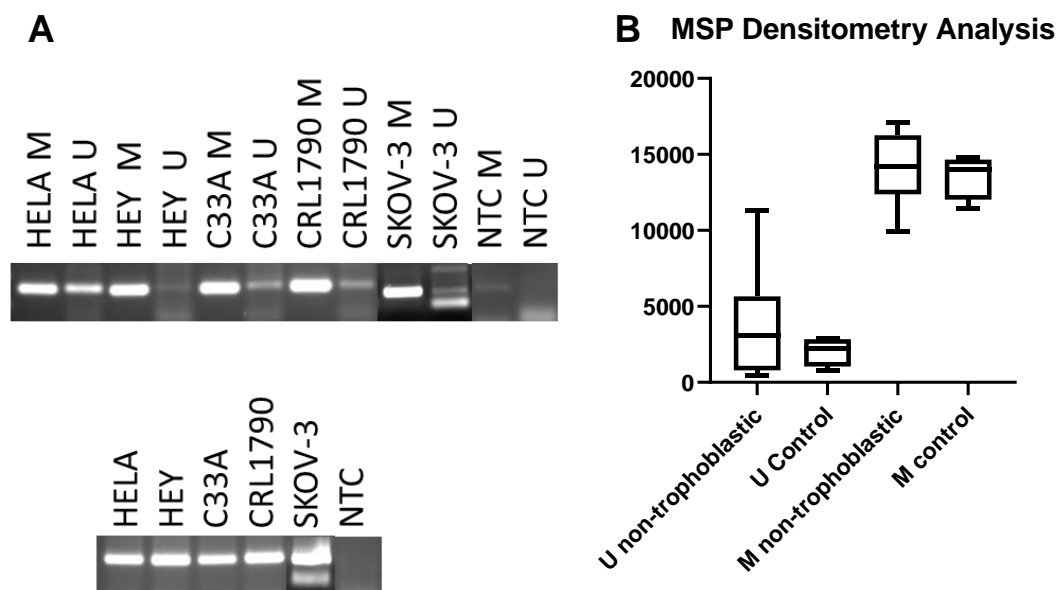 A
HELA M
HELA U
HEY M
HEY U
C33A M
C33A U
CRL1790 M
CRL1790 U
SKOV-3 M
SKOV-3 U
NTC M
NTC U
HELA
HEY
C33A
CRL1790
SKOV-3
NTC
B MSP Densitometry Analysis
20000
15000
10000
5000
0
U non-trophoblastic
U Control
M non-trophoblastic
M control